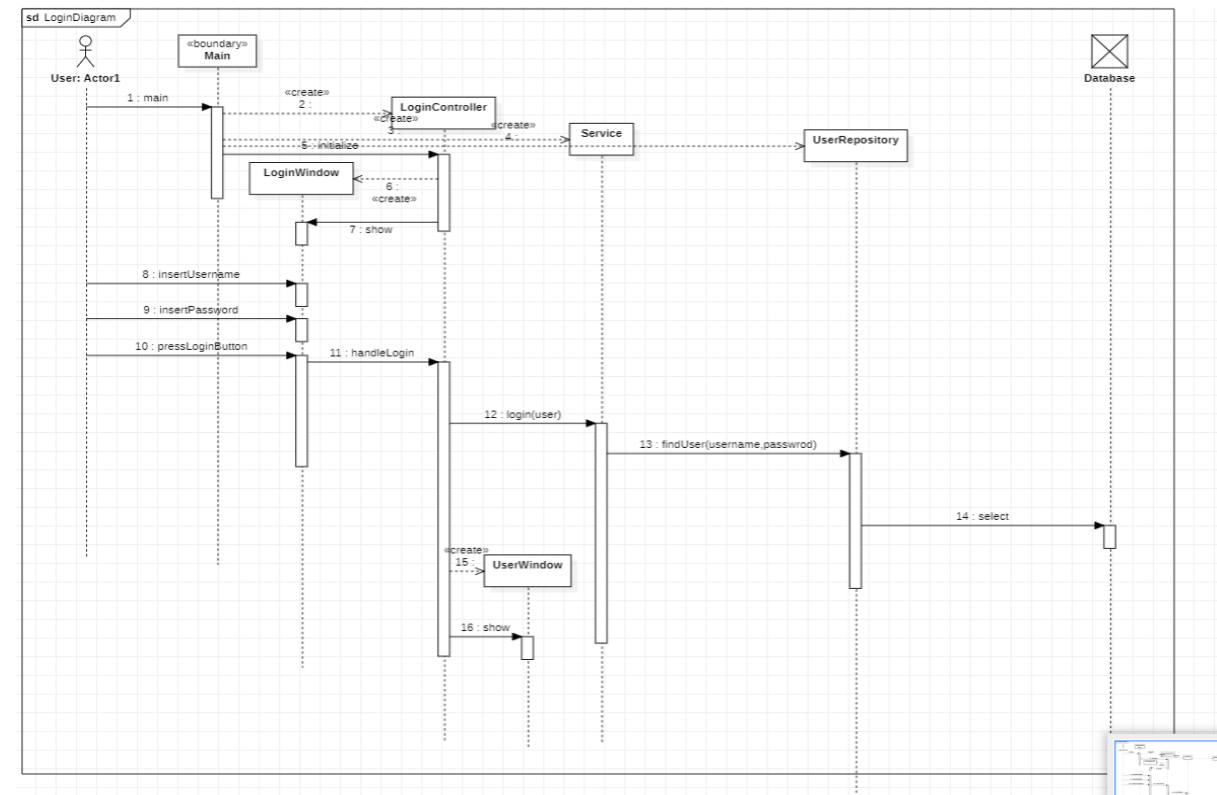 sd LoginDiagram
«boundary»
Main
User: Actor1
Database
1 : main
«create»
2 :
LoginController
«create»
3 :
«create»
4 :
Service
UserRepository
5 : initialize
LoginWindow
6 :
«create»
7 : show
8 : insertUsername
9 : insertPassword
10 : pressLoginButton
11 : handleLogin
12 : login(user)
13 : findUser(username,passwrod)
14 : select
«create»
15 :
UserWindow
16 : show